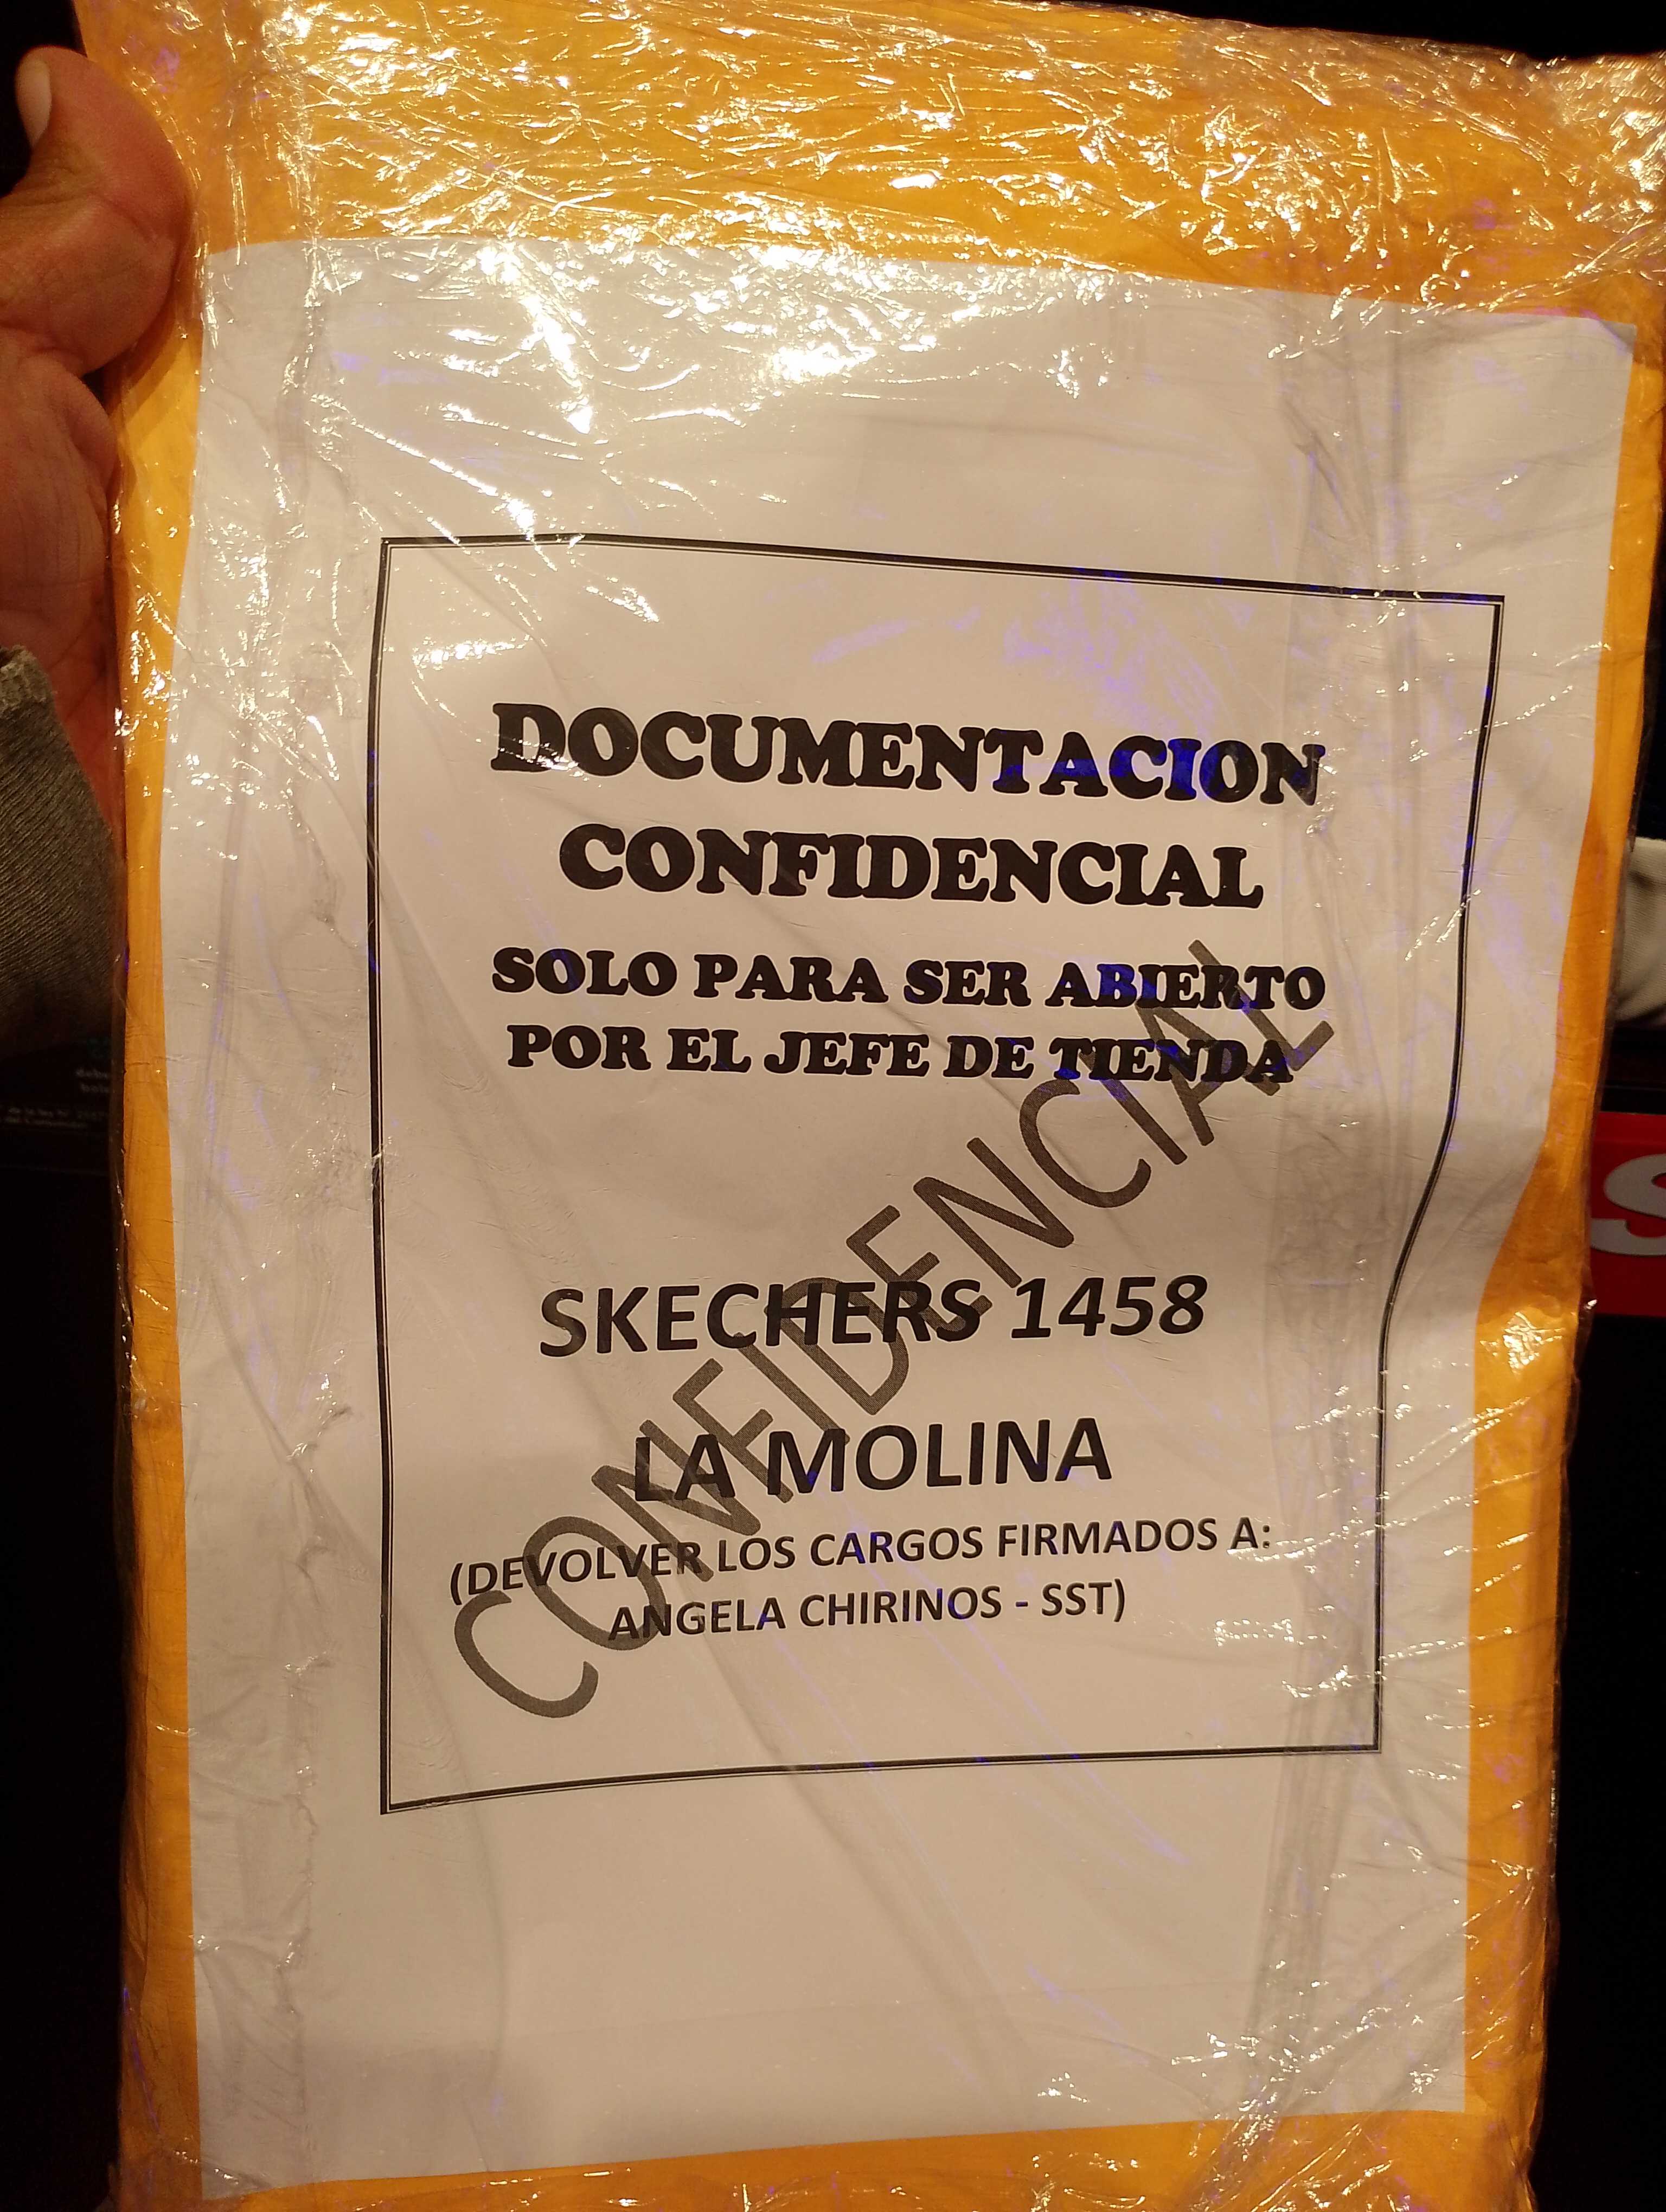 DOCUMENTACION
CONFIDENCIAL
SOLO PARA SER ABIERTO
POR EL JEFE DE TIENDA
CONFIDENCIAL
SKECHERS 1458
LA MOLINA
(DEVOLVER LOS CARGOS FIRMADOS A:
ANGELA CHIRINOS - SST)
S